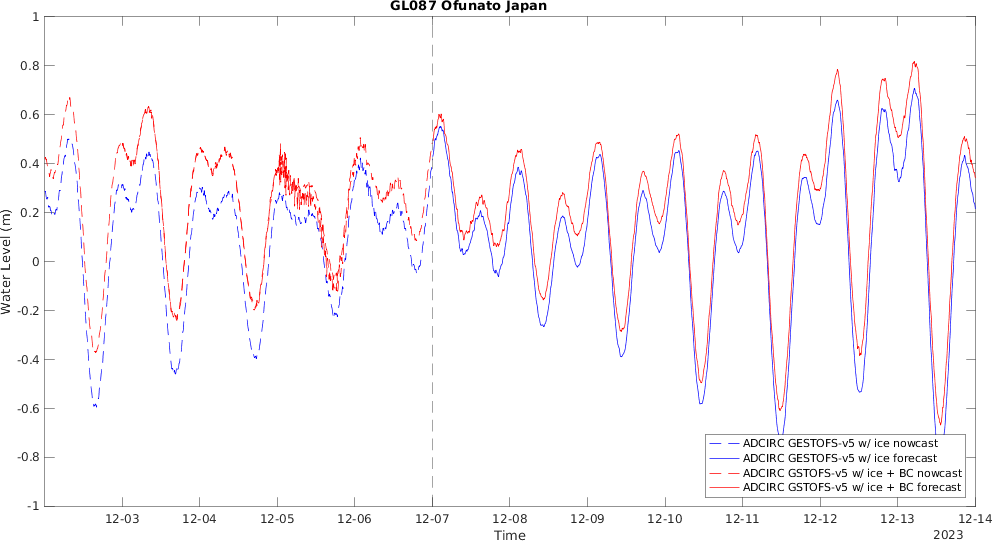 GL087 Ofunato Japan
1
0.8
0.6
0.4
0.2
0
-0.2
-0.4
-0.6
-0.8
-1
Water Level (m)
ADCIRC GESTOFS-v5 w/ ice nowcast
ADCIRC GESTOFS-v5 w/ ice forecast
ADCIRC GSTOFS-v5 w/ ice + BC nowcast
ADCIRC GSTOFS-v5 w/ ice + BC forecast
12-03 12-04 12-05 12-06 12-07 12-08 12-09 12-10 12-11 12-12 12-13 12-14
Time
2023